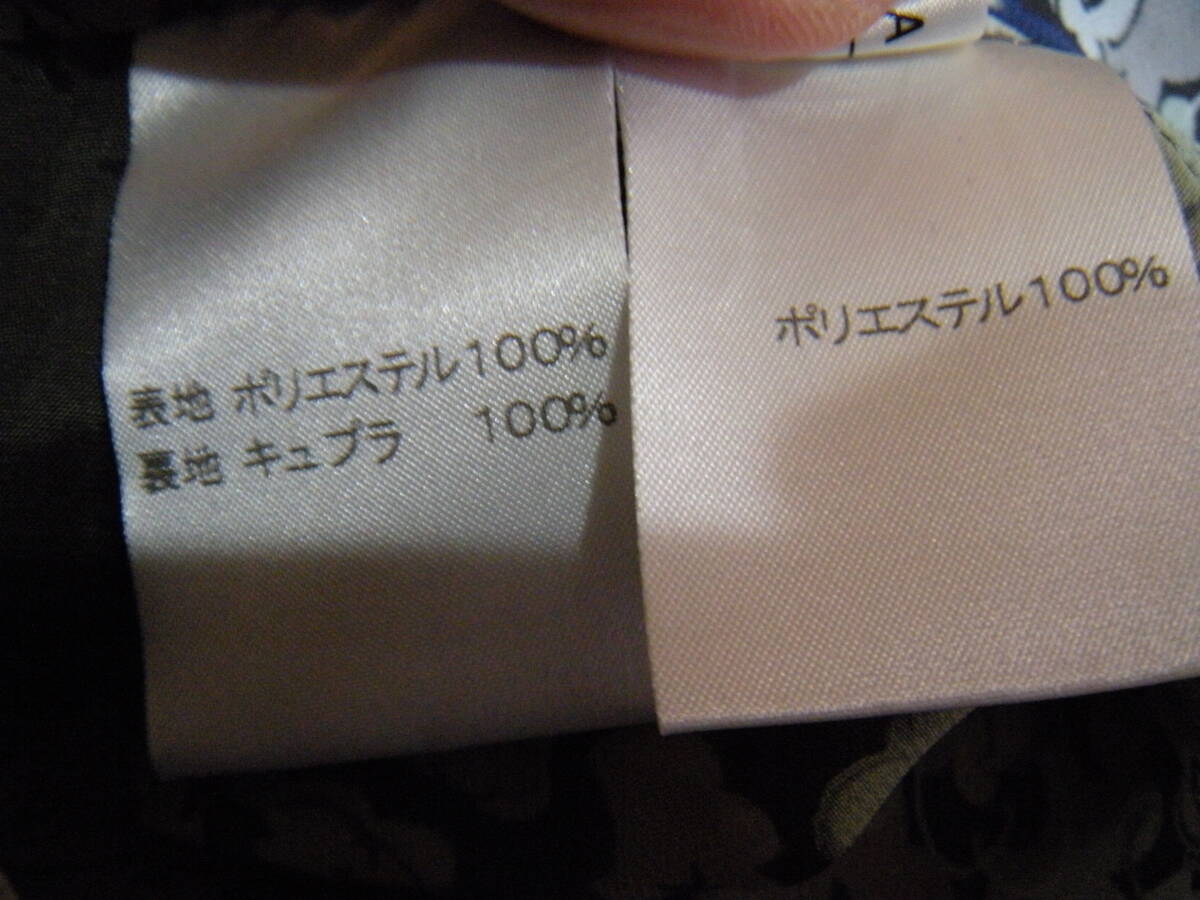 表地 ポリエステル100%
裏地 キュプラ 100%
ポリエステル100%
A